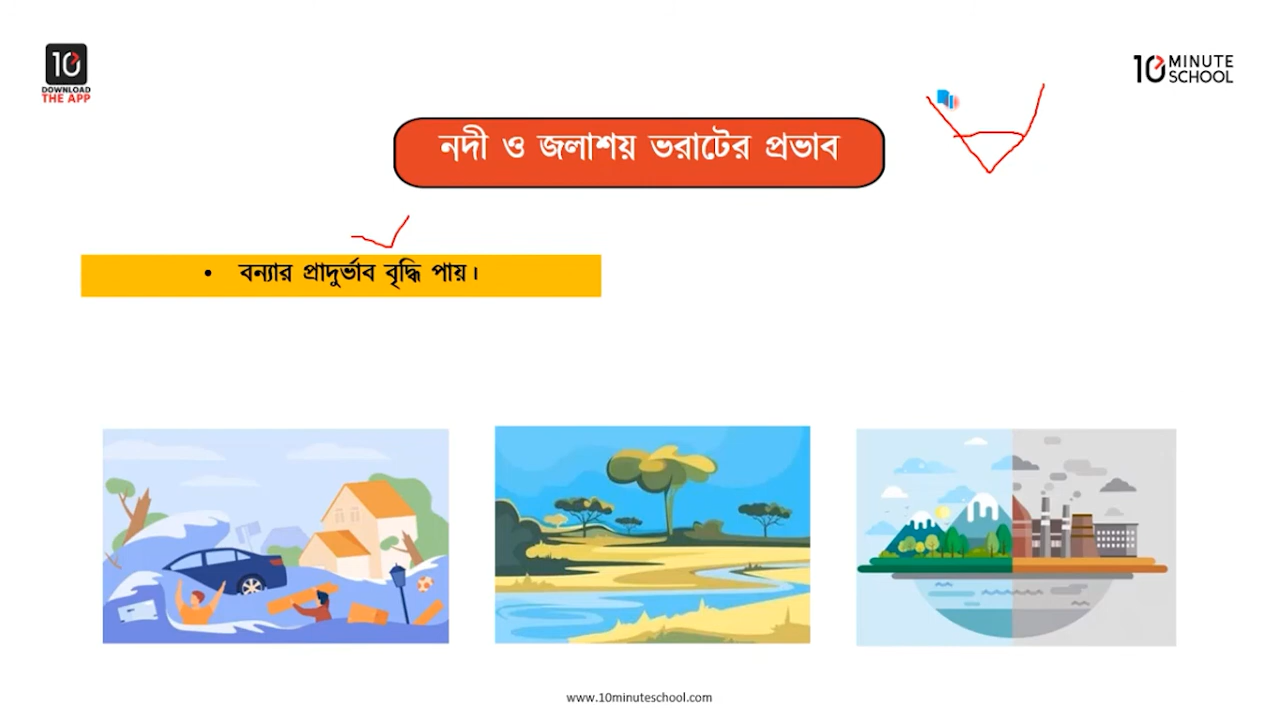 10
DOWNLOAD
THE APP
10 MINUTE
SCHOOL
নদী ও জলাশয় ভরাটের প্রভাব
• বন্যার প্রাদুর্ভাব বৃদ্ধি পায়।
www.10minuteschool.com